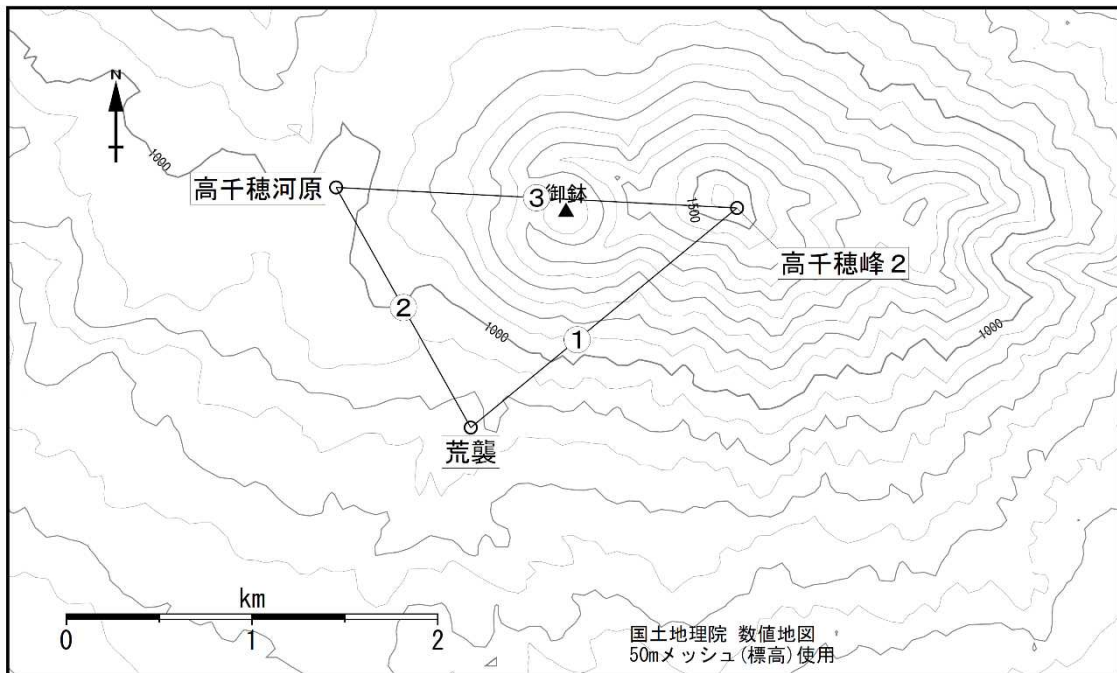 N
1000
高千穂河原
③
御鉢
1500
高千穂峰2
②
1000
①
1000
荒襲
km
0 1 2
国土地理院 数値地図
50mメッシュ(標高)使用